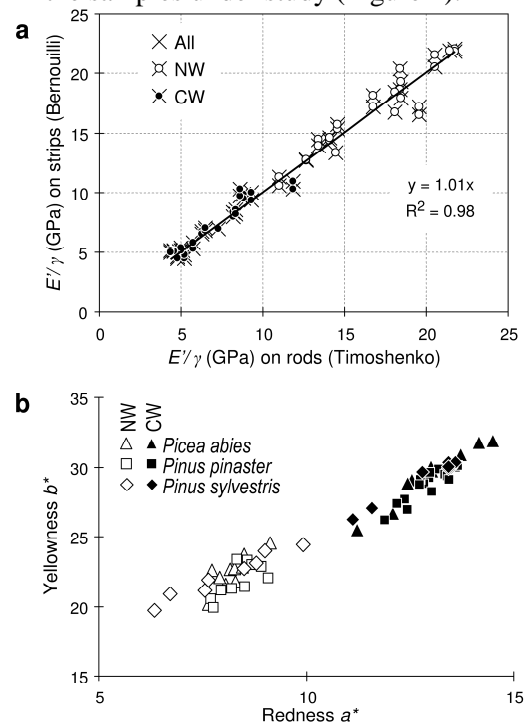 a
25
20
15
10
5
0
0 5 10 15 20 25
All
NW
CW
y = 1.01x
R² = 0.98
E'/γ (GPa) on strips (Bernouilli)
E'/γ (GPa) on rods (Timoshenko)
b
35
30
25
20
15
5 10 15
NW
CW
Picea abies
Pinus pinaster
Pinus sylvestris
Yellowness b*
Redness a*